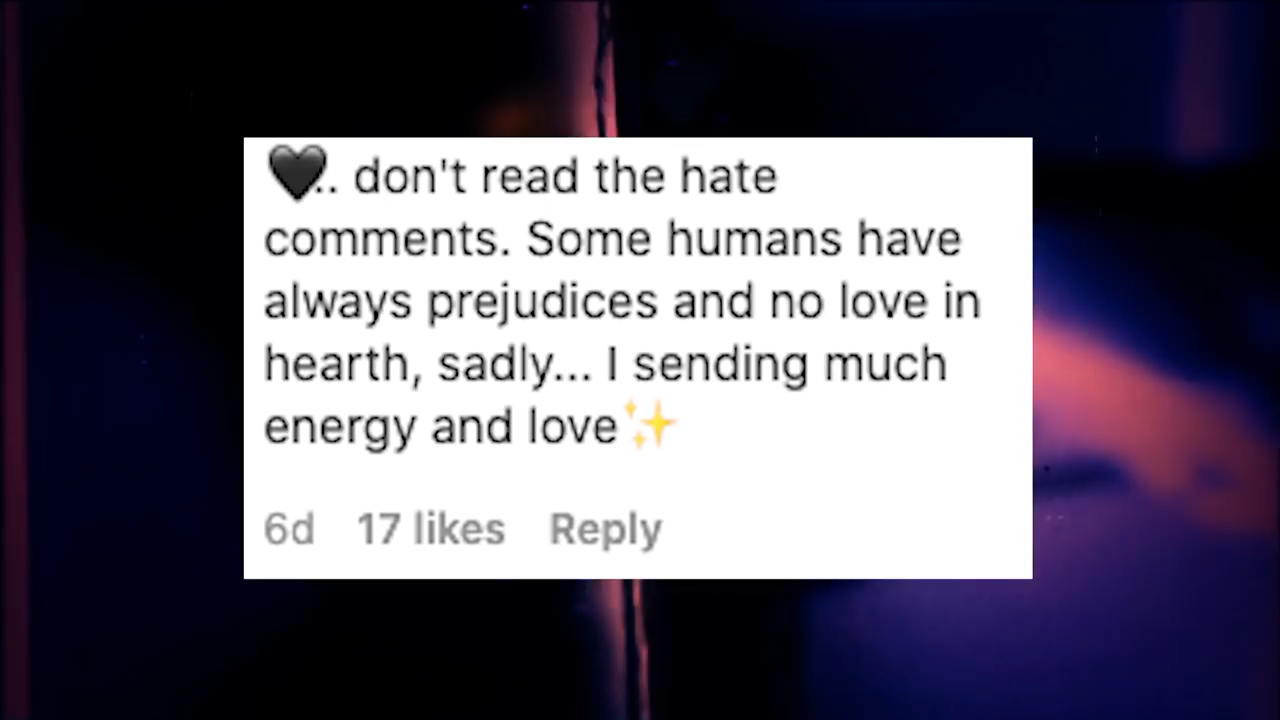 🖤.. don't read the hate
comments. Some humans have
always prejudices and no love in
hearth, sadly... I sending much
energy and love✨
6d 17 likes Reply